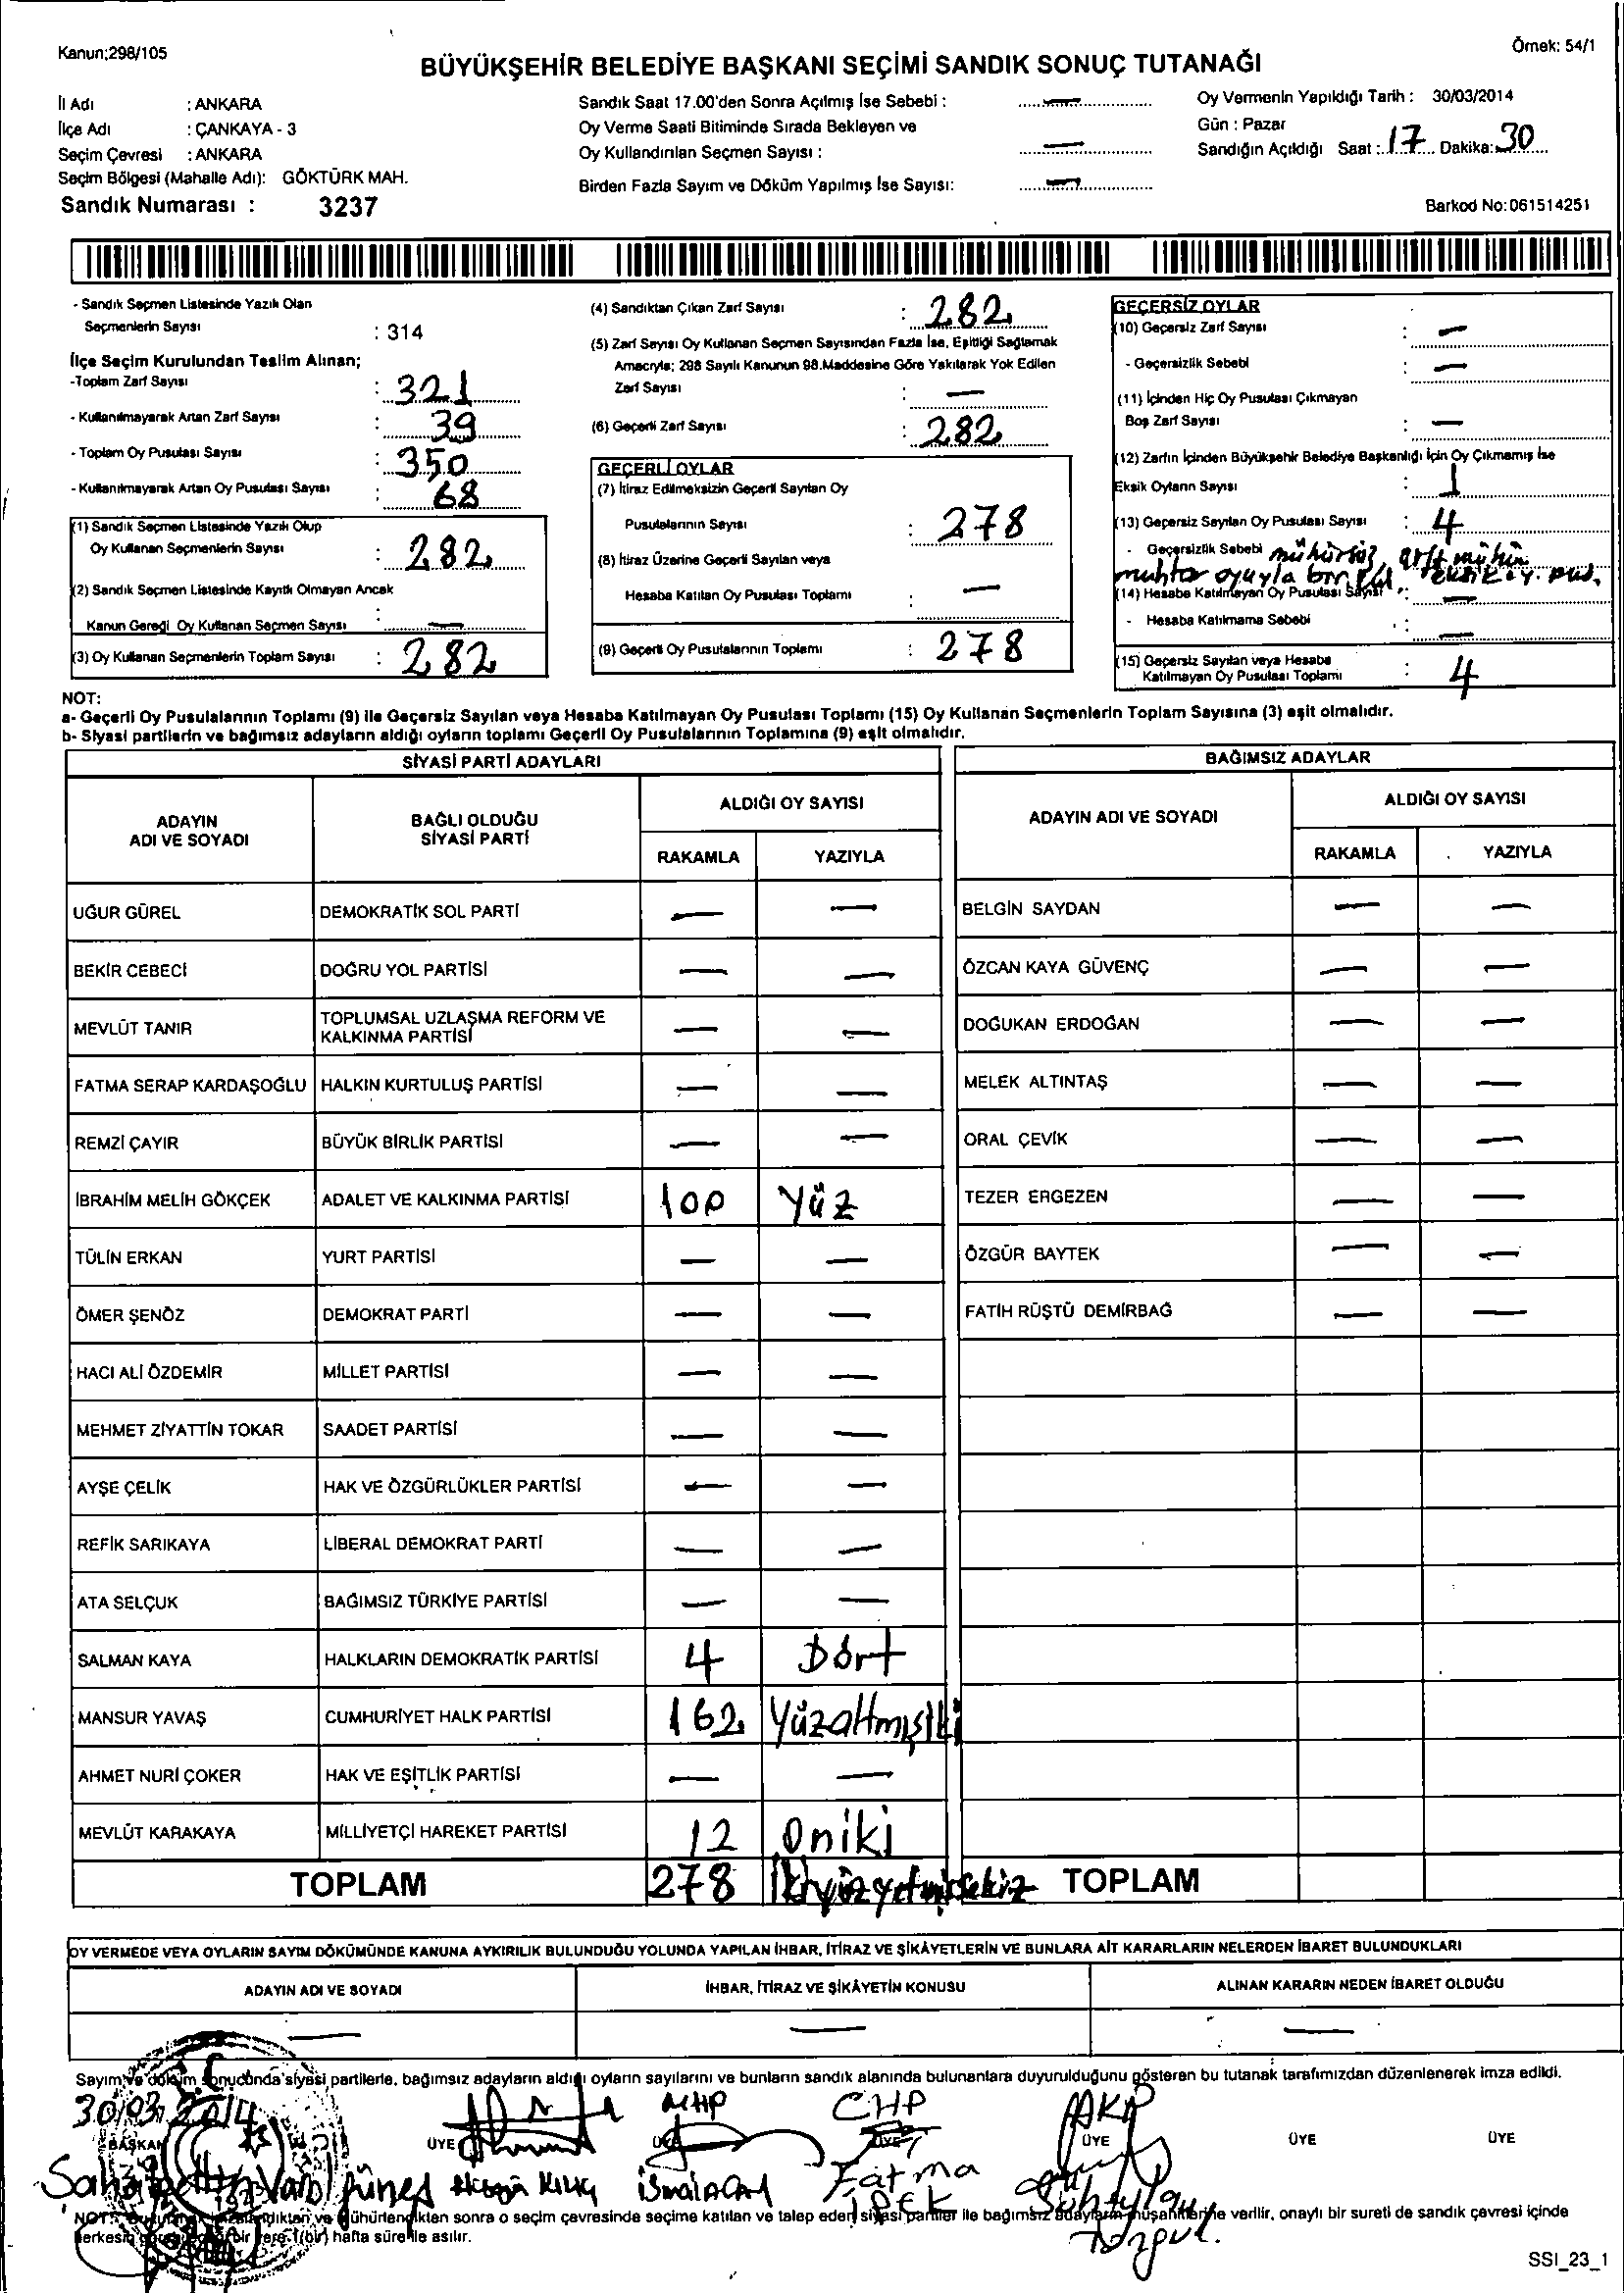 Kanun;298/105
Örnek: 54/1
BÜYÜKŞEHİR BELEDİYE BAŞKANI SEÇİMİ SANDIK SONUÇ TUTANAĞI
İl Adı : ANKARA
İlçe Adı : ÇANKAYA - 3
Seçim Çevresi : ANKARA
Seçim Bölgesi (Mahalle Adı): GÖKTÜRK MAH.
Sandık Numarası : 3237
Sandık Saat 17.00'den Sonra Açılmış İse Sebebi : —
Oy Verme Saati Bitiminde Sırada Bekleyen ve
Oy Kullandırılan Seçmen Sayısı : —
Birden Fazla Sayım ve Döküm Yapılmış İse Sayısı: —
Oy Vermenin Yapıldığı Tarih : 30/03/2014
Gün : Pazar
Sandığın Açıldığı Saat : 17 Dakika: 30
Barkod No:061514251
- Sandık Seçmen Listesinde Yazılı Olan
Seçmenlerin Sayısı : 314
İlçe Seçim Kurulundan Teslim Alınan;
-Toplam Zarf Sayısı : 321
- Kullanılmayarak Artan Zarf Sayısı : 39
- Toplam Oy Pusulası Sayısı : 350
- Kullanılmayarak Artan Oy Pusulası Sayısı : 68
(1) Sandık Seçmen Listesinde Yazılı Olup
Oy Kullanan Seçmenlerin Sayısı : 282
(2) Sandık Seçmen Listesinde Kayıtlı Olmayan Ancak
Kanun Gereği Oy Kullanan Seçmen Sayısı : —
(3) Oy Kullanan Seçmenlerin Toplam Sayısı : 282
(4) Sandıktan Çıkan Zarf Sayısı : 282
(5) Zarf Sayısı Oy Kullanan Seçmen Sayısından Fazla İse, Eşitliği Sağlamak
Amacıyla; 298 Sayılı Kanunun 98.Maddesine Göre Yakılarak Yok Edilen
Zarf Sayısı : —
(6) Geçerli Zarf Sayısı : 282
GEÇERLİ OYLAR
(7) İtiraz Edilmeksizin Geçerli Sayılan Oy
Pusulalarının Sayısı : 278
(8) İtiraz Üzerine Geçerli Sayılan veya
Hesaba Katılan Oy Pusulası Toplamı : —
(9) Geçerli Oy Pusulalarının Toplamı : 278
GEÇERSİZ OYLAR
(10) Geçersiz Zarf Sayısı : —
- Geçersizlik Sebebi : —
(11) İçinden Hiç Oy Pusulası Çıkmayan
Boş Zarf Sayısı : —
(12) Zarfın İçinden Büyükşehir Belediye Başkanlığı İçin Oy Çıkmamış İse
Eksik Oyların Sayısı : 1
(13) Geçersiz Sayılan Oy Pusulası Sayısı : 4
- Geçersizlik Sebebi mühürsüz, çift mühür
muhtar oyuyla eksik oy. pus.
(14) Hesaba Katılmayan Oy Pusulası Sayısı : —
- Hesaba Katılmama Sebebi : —
(15) Geçersiz Sayılan veya Hesaba
Katılmayan Oy Pusulası Toplamı : 4
NOT:
a- Geçerli Oy Pusulalarının Toplamı (9) ile Geçersiz Sayılan veya Hesaba Katılmayan Oy Pusulası Toplamı (15) Oy Kullanan Seçmenlerin Toplam Sayısına (3) eşit olmalıdır.
b- Siyasi partilerin ve bağımsız adayların aldığı oyların toplamı Geçerli Oy Pusulalarının Toplamına (9) eşit olmalıdır.
SİYASİ PARTİ ADAYLARI
ADAYIN ADI VE SOYADI
BAĞLI OLDUĞU SİYASİ PARTİ
ALDIĞI OY SAYISI
RAKAMLA YAZIYLA
UĞUR GÜREL DEMOKRATİK SOL PARTİ — —
BEKİR CEBECİ DOĞRU YOL PARTİSİ — —
MEVLÜT TANIR TOPLUMSAL UZLAŞMA REFORM VE KALKINMA PARTİSİ — —
FATMA SERAP KARDAŞOĞLU HALKIN KURTULUŞ PARTİSİ — —
REMZİ ÇAYIR BÜYÜK BİRLİK PARTİSİ — —
İBRAHİM MELİH GÖKÇEK ADALET VE KALKINMA PARTİSİ 100 Yüz
TÜLİN ERKAN YURT PARTİSİ — —
ÖMER ŞENÖZ DEMOKRAT PARTİ — —
HACI ALİ ÖZDEMİR MİLLET PARTİSİ — —
MEHMET ZİYATTİN TOKAR SAADET PARTİSİ — —
AYŞE ÇELİK HAK VE ÖZGÜRLÜKLER PARTİSİ — —
REFİK SARIKAYA LİBERAL DEMOKRAT PARTİ — —
ATA SELÇUK BAĞIMSIZ TÜRKİYE PARTİSİ — —
SALMAN KAYA HALKLARIN DEMOKRATİK PARTİSİ 4 Dört
MANSUR YAVAŞ CUMHURİYET HALK PARTİSİ 162 Yüzaltmışiki
AHMET NURİ ÇOKER HAK VE EŞİTLİK PARTİSİ — —
MEVLÜT KARAKAYA MİLLİYETÇİ HAREKET PARTİSİ 12 Oniki
TOPLAM 278 İkiyüzyetmişsekiz
BAĞIMSIZ ADAYLAR
ADAYIN ADI VE SOYADI
ALDIĞI OY SAYISI
RAKAMLA YAZIYLA
BELGİN SAYDAN — —
ÖZCAN KAYA GÜVENÇ — —
DOĞUKAN ERDOĞAN — —
MELEK ALTINTAŞ — —
ORAL ÇEVİK — —
TEZER ERGEZEN — —
ÖZGÜR BAYTEK — —
FATİH RÜŞTÜ DEMİRBAĞ — —
TOPLAM
OY VERMEDE VEYA OYLARIN SAYIM DÖKÜMÜNDE KANUNA AYKIRILIK BULUNDUĞU YOLUNDA YAPILAN İHBAR, İTİRAZ VE ŞİKÂYETLERİN VE BUNLARA AİT KARARLARIN NELERDEN İBARET BULUNDUKLARI
ADAYIN ADI VE SOYADI İHBAR, İTİRAZ VE ŞİKÂYETİN KONUSU ALINAN KARARIN NEDEN İBARET OLDUĞU
— — —
Sayım ve döküm sonucunda siyasi partilerle, bağımsız adayların aldığı oyların sayılarını ve bunların sandık alanında bulunanlara duyurulduğunu gösteren bu tutanak tarafımızdan düzenlenerek imza edildi.
30/03/2014 MHP CHP AKP
BAŞKAN ÜYE ÜYE ÜYE ÜYE ÜYE ÜYE
Güneş Kılıç İsmail Fatma
İPEK
NOT: sonra o seçim çevresinde seçime katılan ve talep eden siyasi partiler ile bağımsız verilir, onaylı bir sureti de sandık çevresi içinde
herkesin bir yere 1(bir) hafta süre ile asılır.
SSI_23_1